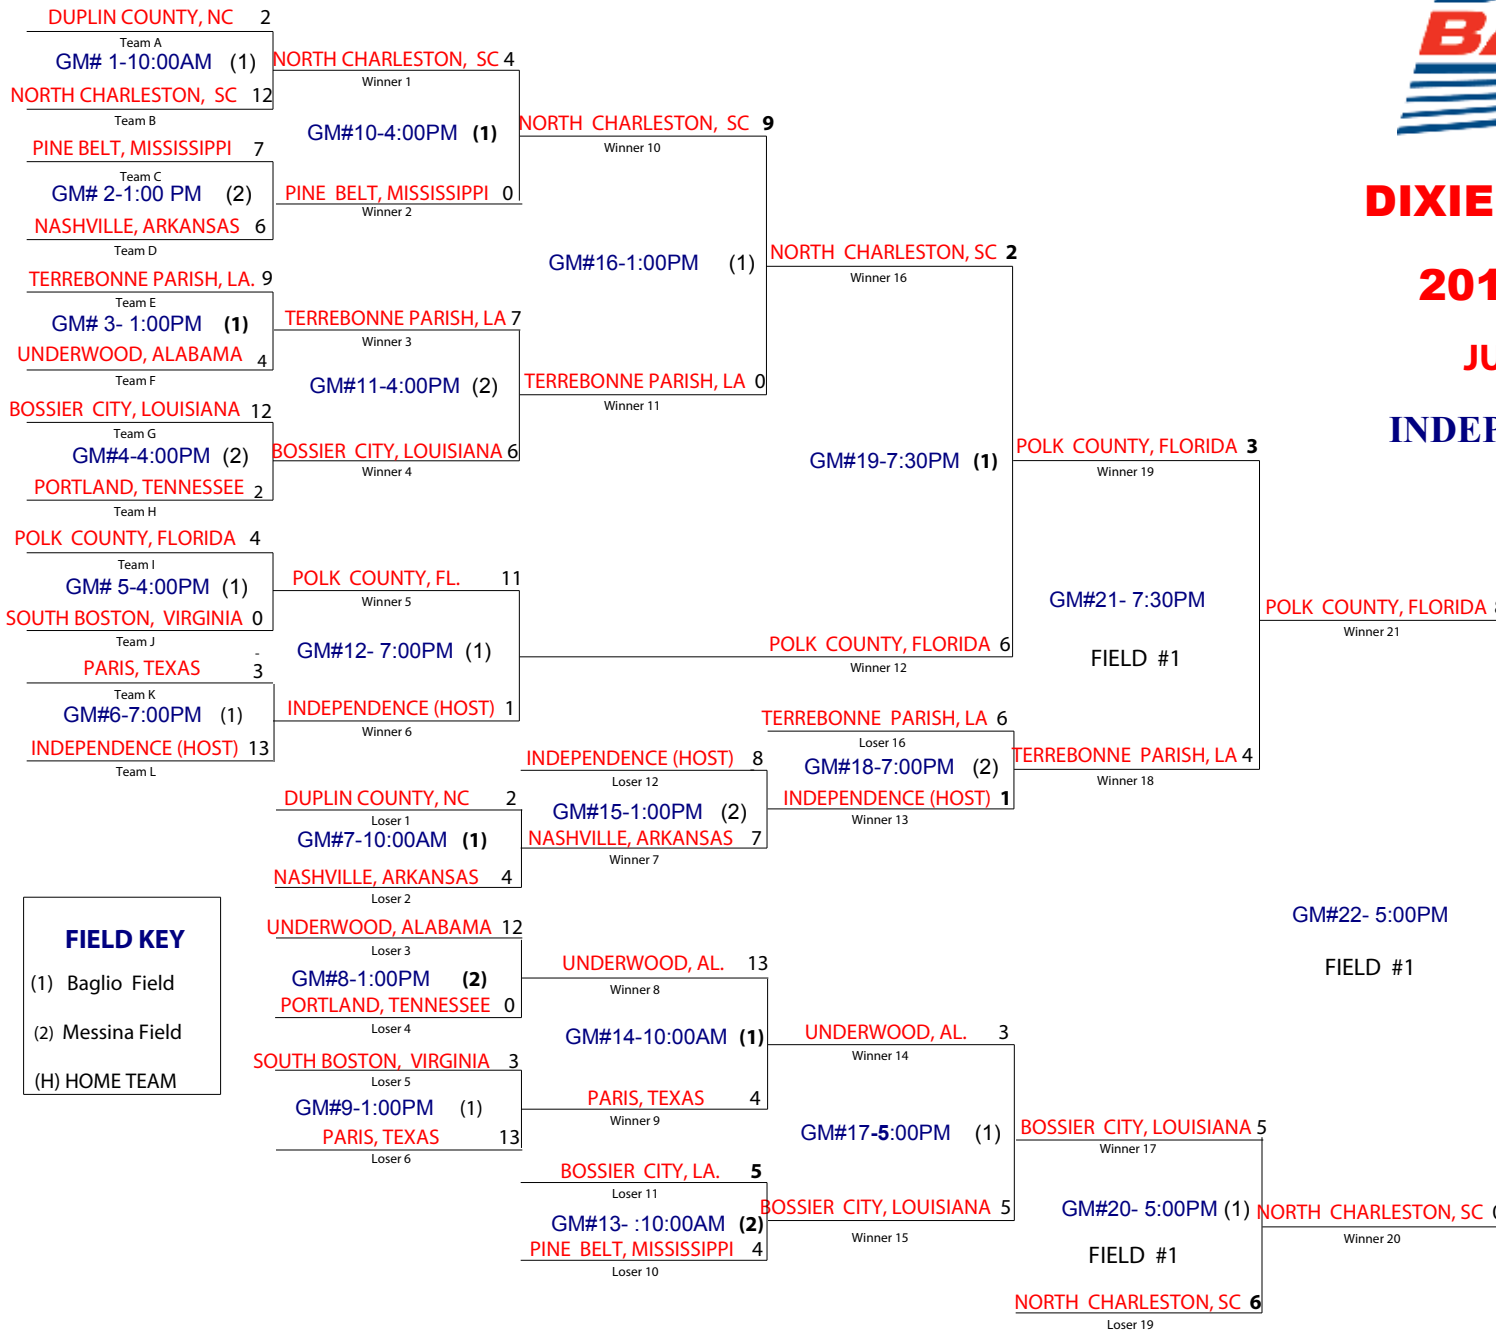 DUPLIN COUNTY, NC 2
Team A
GM# 1-10:00AM (1)
NORTH CHARLESTON, SC 12
Team B
PINE BELT, MISSISSIPPI 7
Team C
GM# 2-1:00 PM (2)
NASHVILLE, ARKANSAS 6
Team D
TERREBONNE PARISH, LA. 9
Team E
GM# 3- 1:00PM (1)
UNDERWOOD, ALABAMA 4
Team F
BOSSIER CITY, LOUISIANA 12
Team G
GM#4-4:00PM (2)
PORTLAND, TENNESSEE 2
Team H
POLK COUNTY, FLORIDA 4
Team I
GM# 5-4:00PM (1)
SOUTH BOSTON, VIRGINIA 0
Team J
-
PARIS, TEXAS 3
Team K
GM#6-7:00PM (1)
INDEPENDENCE (HOST) 13
Team L
NORTH CHARLESTON, SC 4
Winner 1
GM#10-4:00PM (1)
PINE BELT, MISSISSIPPI 0
Winner 2
TERREBONNE PARISH, LA 7
Winner 3
GM#11-4:00PM (2)
BOSSIER CITY, LOUISIANA 6
Winner 4
POLK COUNTY, FL. 11
Winner 5
GM#12- 7:00PM (1)
INDEPENDENCE (HOST) 1
Winner 6
DUPLIN COUNTY, NC 2
Loser 1
GM#7-10:00AM (1)
NASHVILLE, ARKANSAS 4
Loser 2
UNDERWOOD, ALABAMA 12
Loser 3
GM#8-1:00PM (2)
PORTLAND, TENNESSEE 0
Loser 4
SOUTH BOSTON, VIRGINIA 3
Loser 5
GM#9-1:00PM (1)
PARIS, TEXAS 13
Loser 6
NORTH CHARLESTON, SC 9
Winner 10
GM#16-1:00PM (1)
TERREBONNE PARISH, LA 0
Winner 11
INDEPENDENCE (HOST) 8
Loser 12
GM#15-1:00PM (2)
NASHVILLE, ARKANSAS 7
Winner 7
UNDERWOOD, AL. 13
Winner 8
GM#14-10:00AM (1)
PARIS, TEXAS 4
Winner 9
BOSSIER CITY, LA. 5
Loser 11
GM#13- :10:00AM (2)
PINE BELT, MISSISSIPPI 4
Loser 10
NORTH CHARLESTON, SC 2
Winner 16
GM#19-7:30PM (1)
POLK COUNTY, FLORIDA 6
Winner 12
TERREBONNE PARISH, LA 6
Loser 16
GM#18-7:00PM (2)
INDEPENDENCE (HOST) 1
Winner 13
UNDERWOOD, AL. 3
Winner 14
GM#17-5:00PM (1)
BOSSIER CITY, LOUISIANA 5
Winner 15
POLK COUNTY, FLORIDA 3
Winner 19
GM#21- 7:30PM
FIELD #1
TERREBONNE PARISH, LA 4
Winner 18
BOSSIER CITY, LOUISIANA 5
Winner 17
GM#20- 5:00PM (1)
FIELD #1
NORTH CHARLESTON, SC 6
Loser 19
POLK COUNTY, FLORIDA
Winner 21
GM#22- 5:00PM
FIELD #1
NORTH CHARLESTON, SC
Winner 20
FIELD KEY
(1) Baglio Field
(2) Messina Field
(H) HOME TEAM
BA
DIXIE
201
JU
INDEP